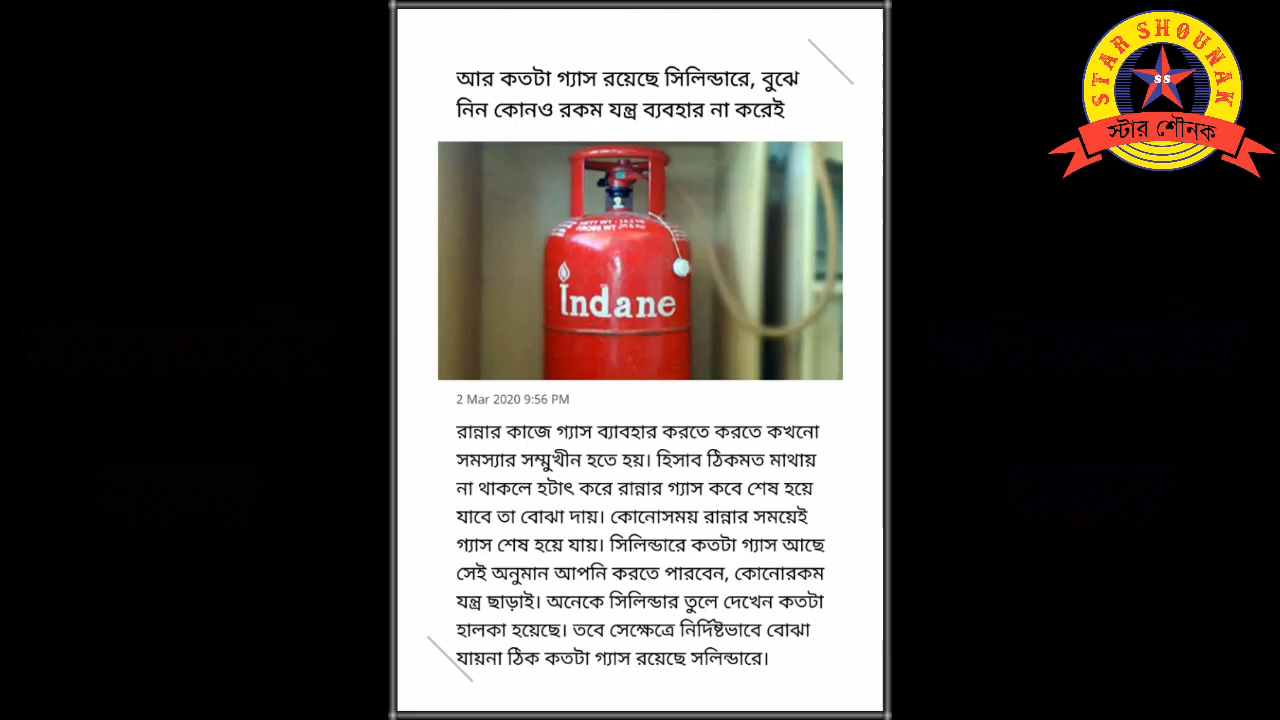 আর কতটা গ্যাস রয়েছে সিলিন্ডারে, বুঝে
নিন কোনও রকম যন্ত্র ব্যবহার না করেই
Indane
2 Mar 2020 9:56 PM
রান্নার কাজে গ্যাস ব্যাবহার করতে করতে কখনো
সমস্যার সম্মুখীন হতে হয়। হিসাব ঠিকমত মাথায়
না থাকলে হটাৎ করে রান্নার গ্যাস কবে শেষ হয়ে
যাবে তা বোঝা দায়। কোনোসময় রান্নার সময়েই
গ্যাস শেষ হয়ে যায়। সিলিন্ডারে কতটা গ্যাস আছে
সেই অনুমান আপনি করতে পারবেন, কোনোরকম
যন্ত্র ছাড়াই। অনেকে সিলিন্ডার তুলে দেখেন কতটা
হালকা হয়েছে। তবে সেক্ষেত্রে নির্দিষ্টভাবে বোঝা
যায়না ঠিক কতটা গ্যাস রয়েছে সলিন্ডারে।
STAR SHOUNAK
SS
স্টার শৌনক